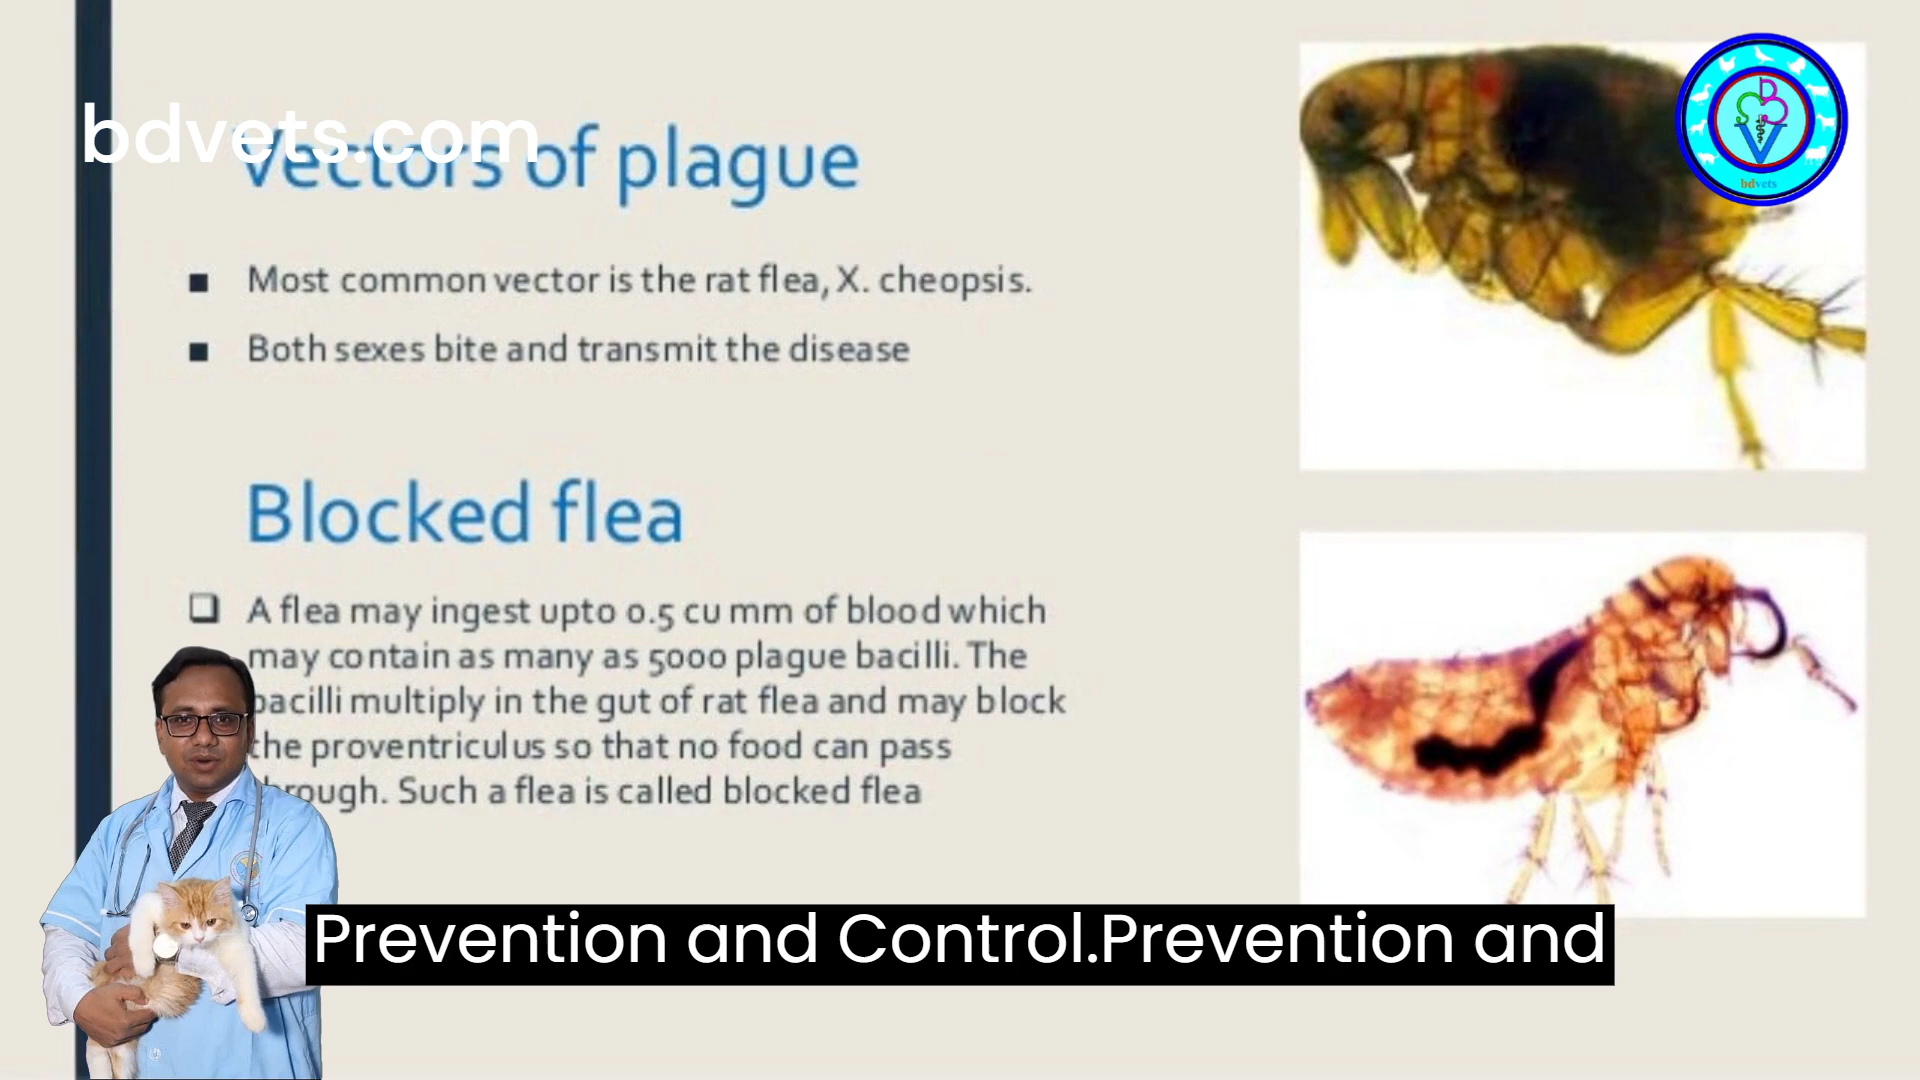 bdvets.com
Vectors of plague
■ Most common vector is the rat flea, X. cheopsis.
■ Both sexes bite and transmit the disease
Blocked flea
❑ A flea may ingest upto 0.5 cu mm of blood which
may contain as many as 5000 plague bacilli. The
bacilli multiply in the gut of rat flea and may block
the proventriculus so that no food can pass
through. Such a flea is called blocked flea
Prevention and Control.Prevention and
bdvets